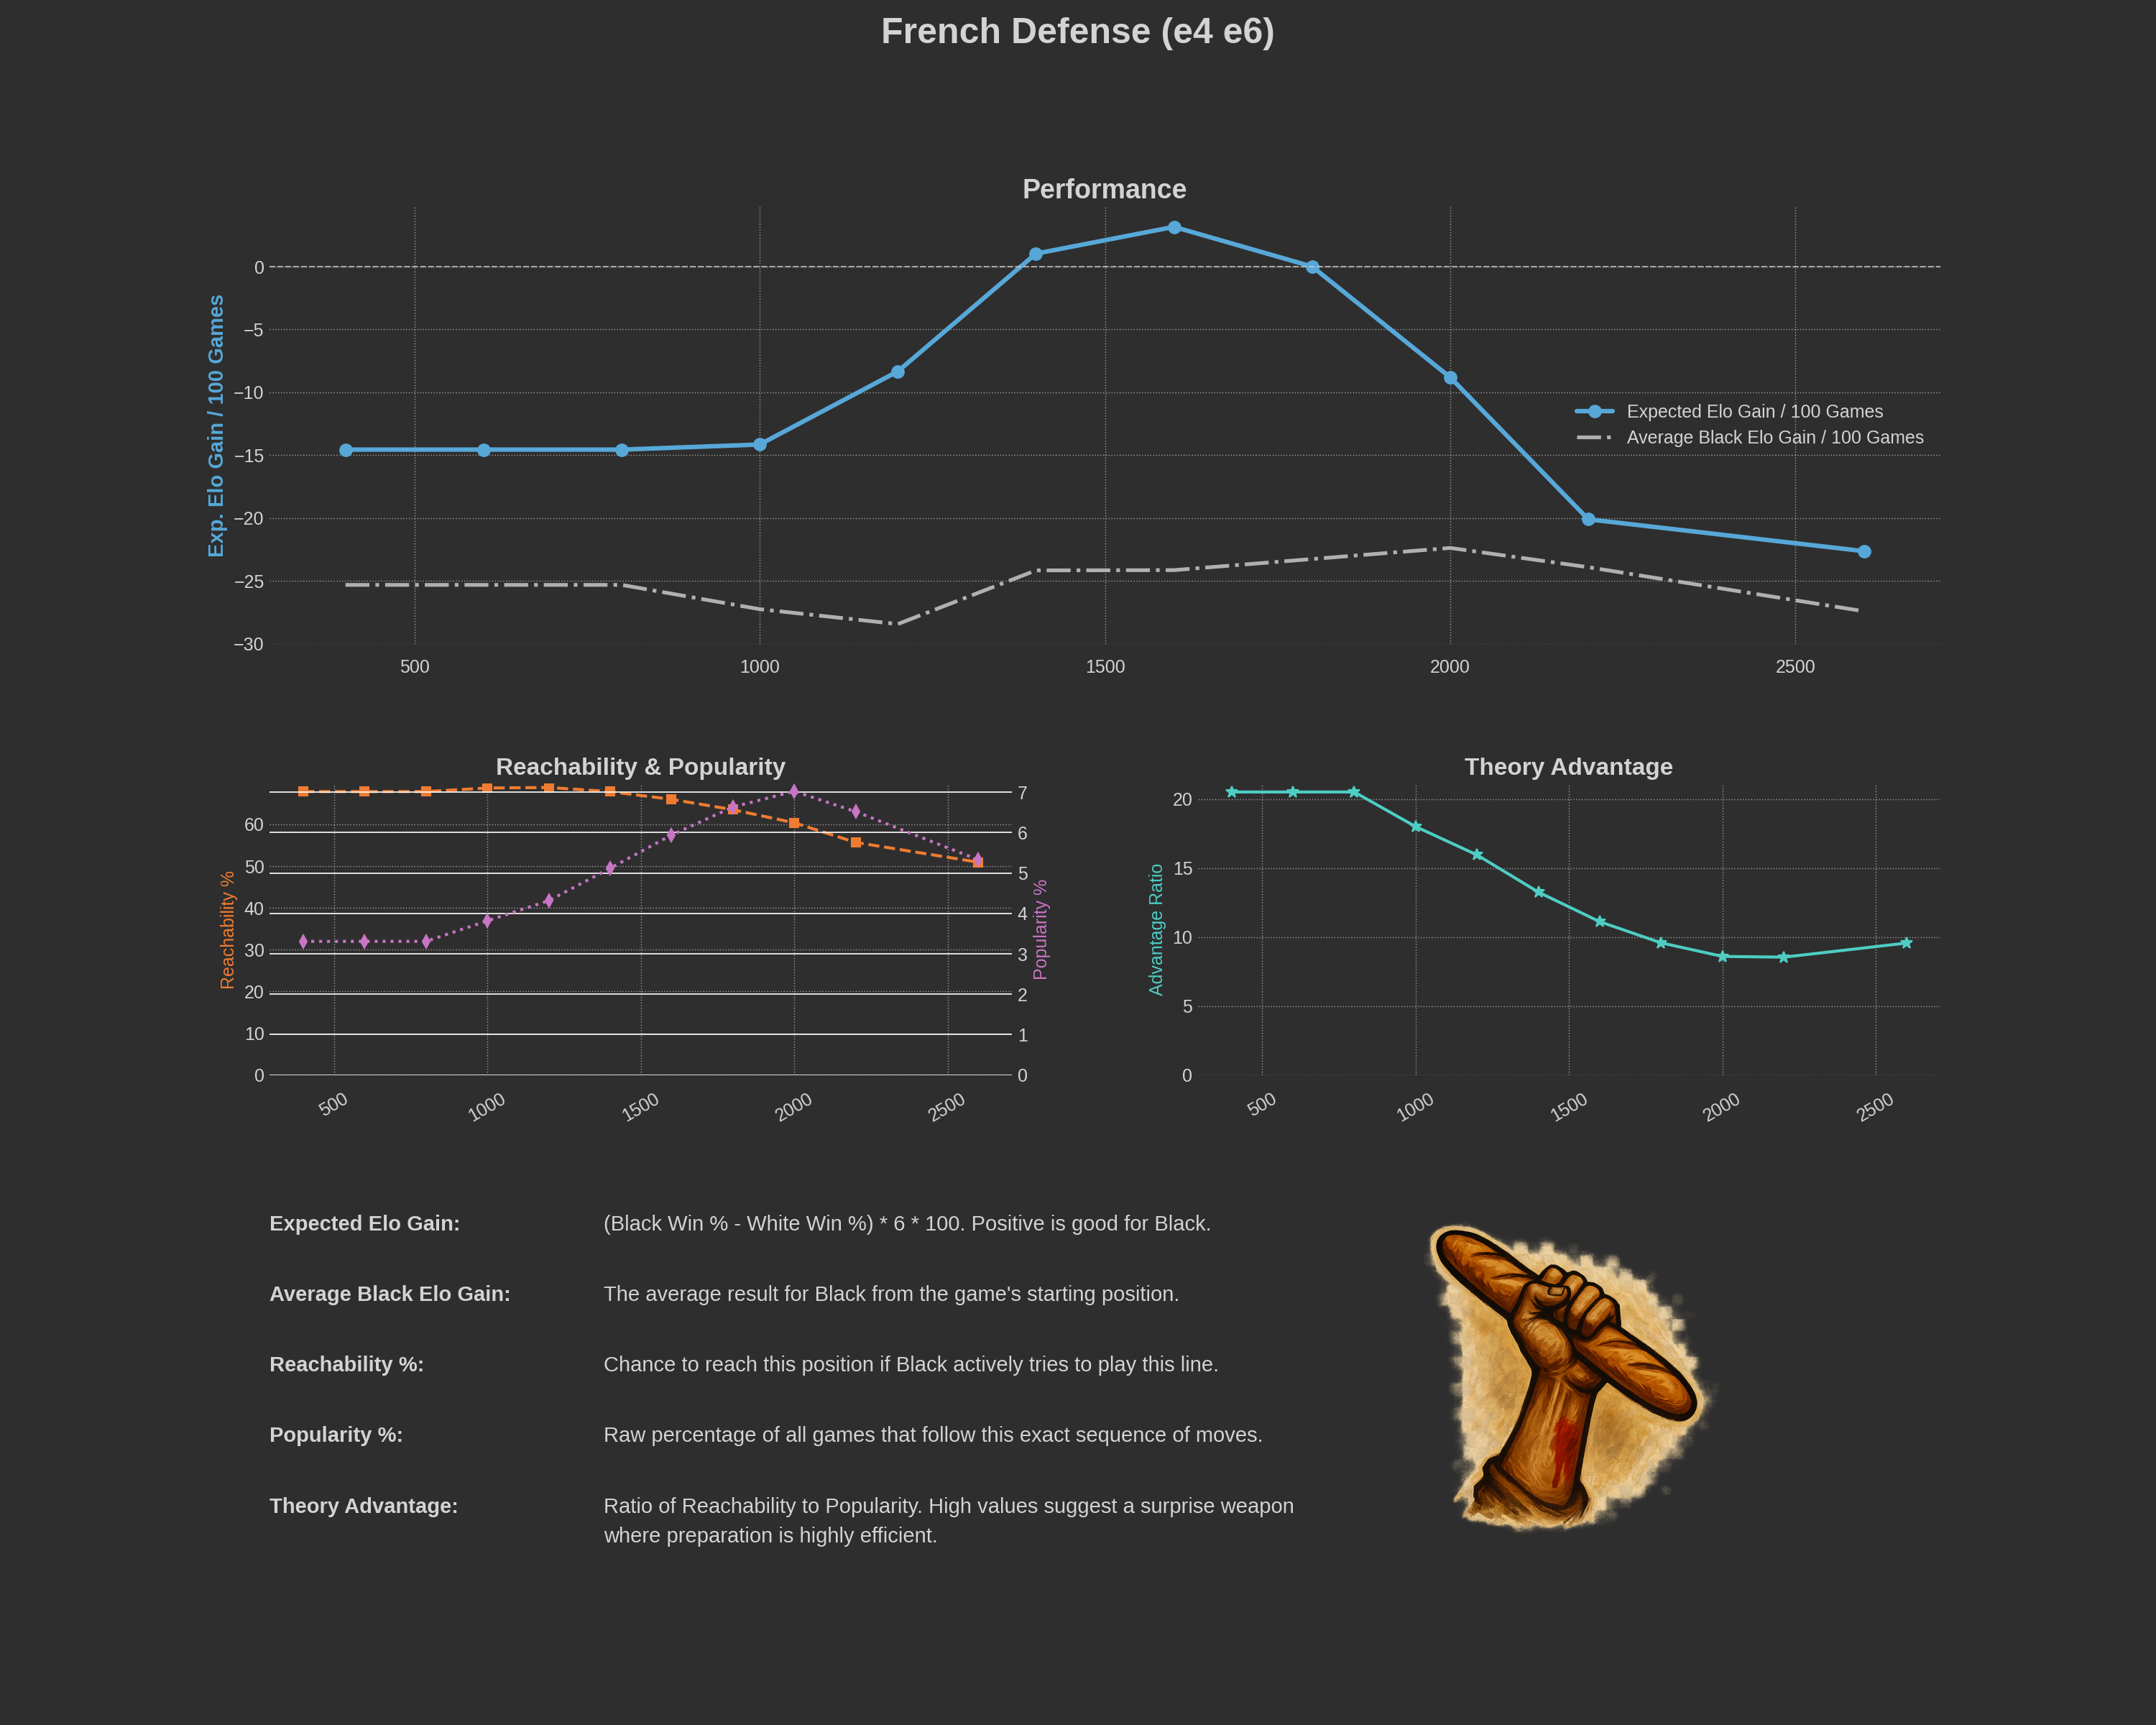 French Defense (e4 e6)
Performance
Exp. Elo Gain / 100 Games
0
−5
−10
−15
−20
−25
−30
500
1000
1500
2000
2500
Expected Elo Gain / 100 Games
Average Black Elo Gain / 100 Games
Reachability & Popularity
Reachability %
60
50
40
30
20
10
0
7
6
5
4
3
2
1
0
Popularity %
500
1000
1500
2000
2500
Theory Advantage
Advantage Ratio
20
15
10
5
0
500
1000
1500
2000
2500
Expected Elo Gain: (Black Win % - White Win %) * 6 * 100. Positive is good for Black.
Average Black Elo Gain: The average result for Black from the game's starting position.
Reachability %: Chance to reach this position if Black actively tries to play this line.
Popularity %: Raw percentage of all games that follow this exact sequence of moves.
Theory Advantage: Ratio of Reachability to Popularity. High values suggest a surprise weapon
where preparation is highly efficient.